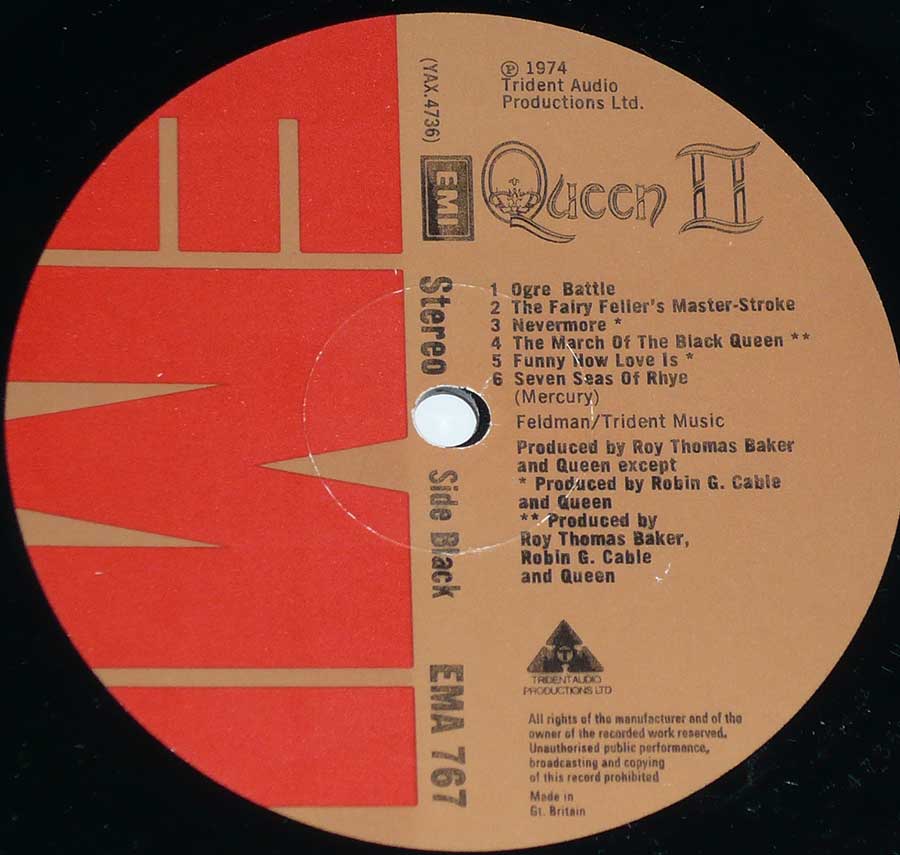 ℗ 1974
Trident Audio
Productions Ltd.
(YAX.4736)
EMI
Queen II
Stereo
1 Ogre Battle
2 The Fairy Feller's Master-Stroke
3 Nevermore *
4 The March Of The Black Queen **
5 Funny How Love Is *
6 Seven Seas Of Rhye
(Mercury)
Feldman/Trident Music
Produced by Roy Thomas Baker
and Queen except
* Produced by Robin G. Cable
and Queen
** Produced by
Roy Thomas Baker,
Robin G. Cable
and Queen
Side Black
EMA 767
T
TRIDENT AUDIO
PRODUCTIONS LTD
All rights of the manufacturer and of the
owner of the recorded work reserved.
Unauthorised public performance,
broadcasting and copying
of this record prohibited
Made in
Gt. Britain
EMI